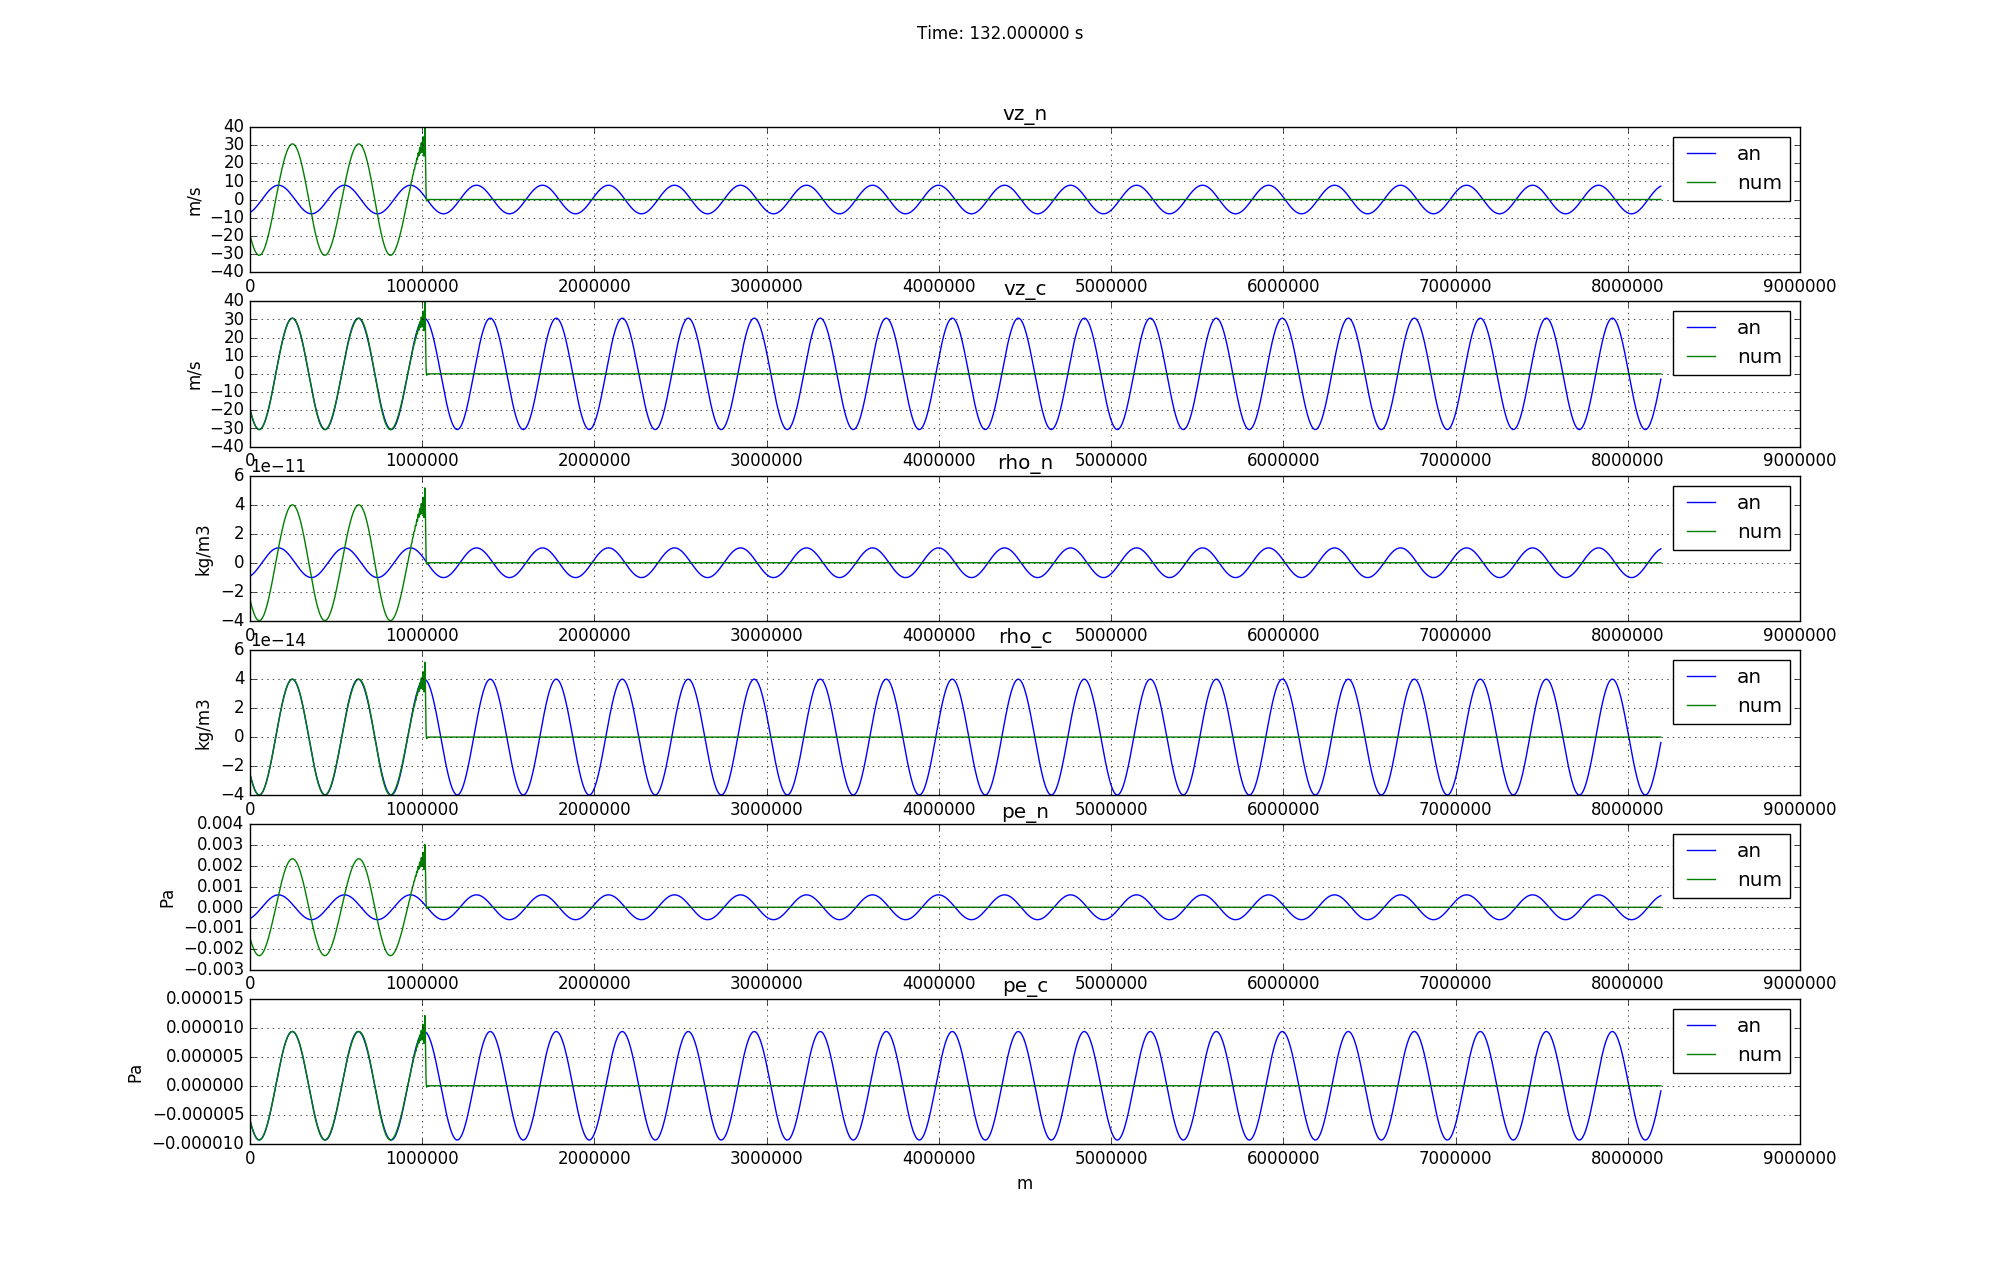 Time: 132.000000 s
vz_n
40
30
20
10
0
−10
−20
−30
−40
m/s
an
num
0 1000000 2000000 3000000 4000000 5000000 6000000 7000000 8000000 9000000
vz_c
40
30
20
10
0
−10
−20
−30
−40
m/s
an
num
0 1000000 2000000 3000000 4000000 5000000 6000000 7000000 8000000 9000000
1e−11
rho_n
6
4
2
0
−2
−4
kg/m3
an
num
0 1000000 2000000 3000000 4000000 5000000 6000000 7000000 8000000 9000000
1e−14
rho_c
6
4
2
0
−2
−4
kg/m3
an
num
0 1000000 2000000 3000000 4000000 5000000 6000000 7000000 8000000 9000000
pe_n
0.004
0.003
0.002
0.001
0.000
−0.001
−0.002
−0.003
Pa
an
num
0 1000000 2000000 3000000 4000000 5000000 6000000 7000000 8000000 9000000
pe_c
0.000015
0.000010
0.000005
0.000000
−0.000005
−0.000010
Pa
an
num
0 1000000 2000000 3000000 4000000 5000000 6000000 7000000 8000000 9000000
m